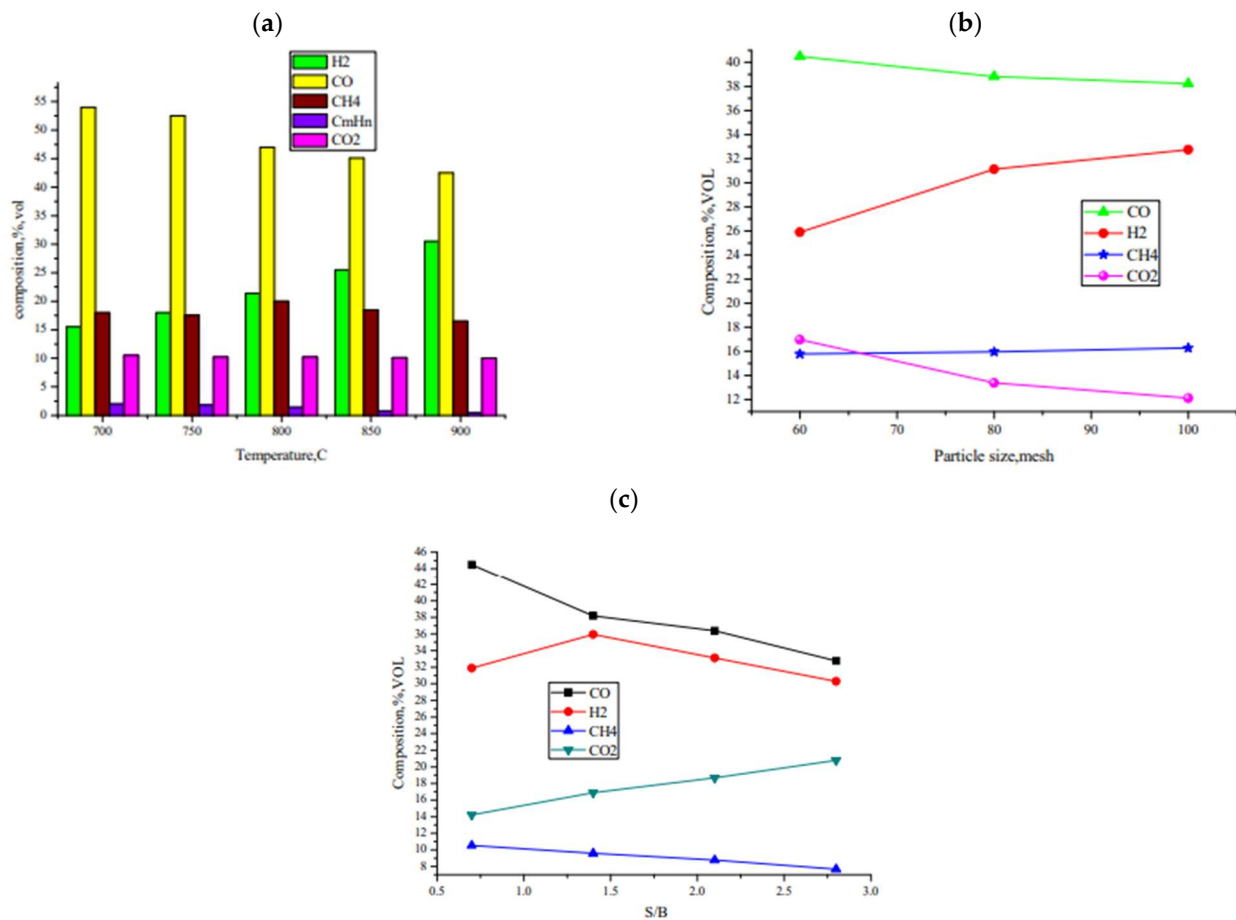 (a)
H2
CO
CH4
CmHn
CO2
composition,%,vol
55
50
45
40
35
30
25
20
15
10
5
0
700 750 800 850 900
Temperature,C
(b)
Composition,%,VOL
40
38
36
34
32
30
28
26
24
22
20
18
16
14
12
CO
H2
CH4
CO2
60 70 80 90 100
Particle size,mesh
(c)
Composition,%,VOL
46
44
42
40
38
36
34
32
30
28
26
24
22
20
18
16
14
12
10
8
CO
H2
CH4
CO2
0.5 1.0 1.5 2.0 2.5 3.0
S/B